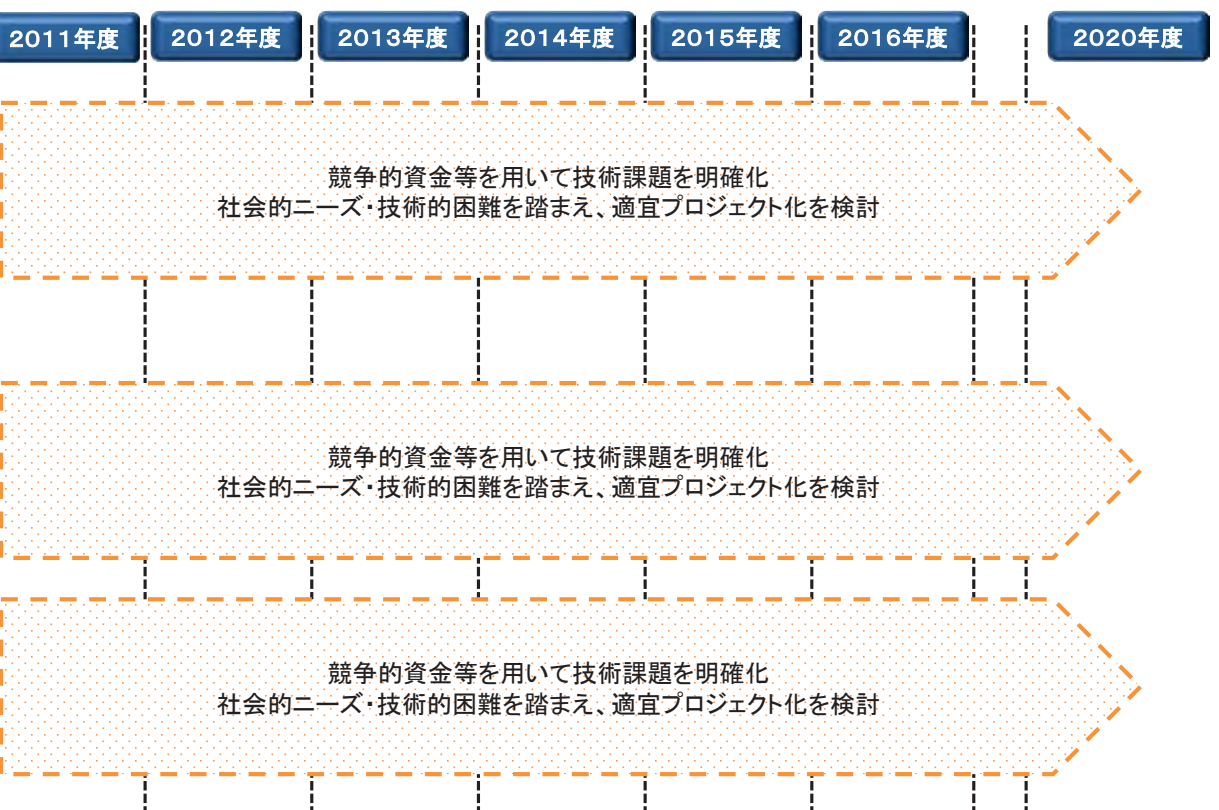 2011年度 2012年度 2013年度 2014年度 2015年度 2016年度 2020年度
競争的資金等を用いて技術課題を明確化
社会的ニーズ・技術的困難を踏まえ、適宜プロジェクト化を検討
競争的資金等を用いて技術課題を明確化
社会的ニーズ・技術的困難を踏まえ、適宜プロジェクト化を検討
競争的資金等を用いて技術課題を明確化
社会的ニーズ・技術的困難を踏まえ、適宜プロジェクト化を検討